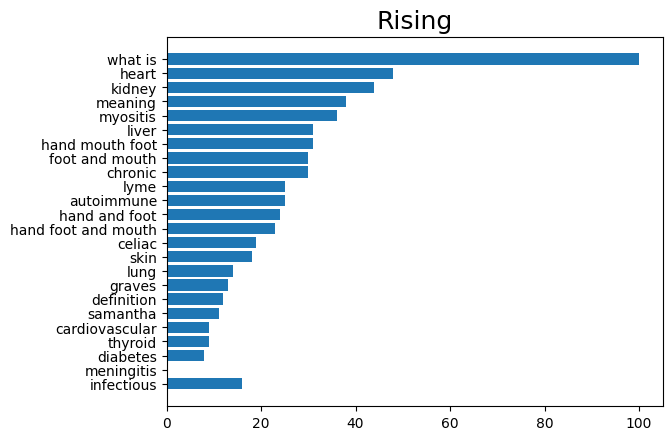 Rising
what is
heart
kidney
meaning
myositis
liver
hand mouth foot
foot and mouth
chronic
lyme
autoimmune
hand and foot
hand foot and mouth
celiac
skin
lung
graves
definition
samantha
cardiovascular
thyroid
diabetes
meningitis
infectious
0 20 40 60 80 100